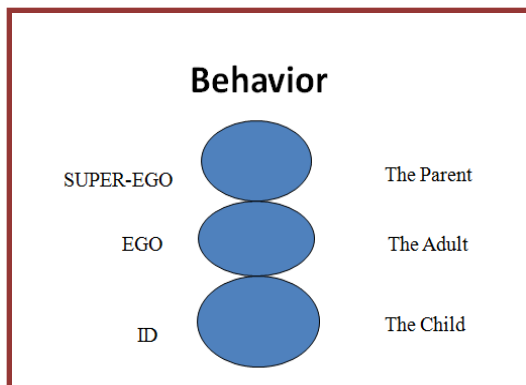 Behavior
SUPER-EGO The Parent
EGO The Adult
ID The Child